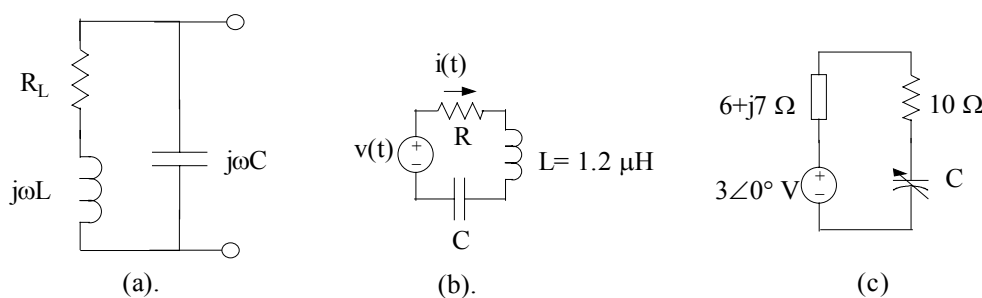 R_L
jωL
jωC
(a).
i(t)
R
v(t)
+
−
L= 1.2 μH
C
(b).
6+j7 Ω
10 Ω
3∠0° V
+
−
C
(c)